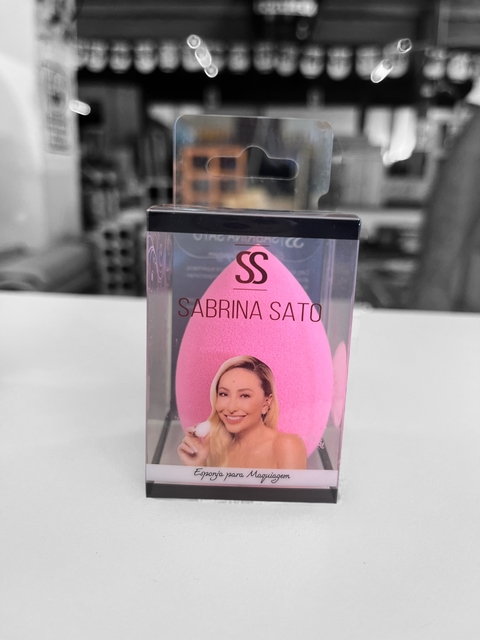 SS
SABRINA SATO
Esponja para Maquiagem